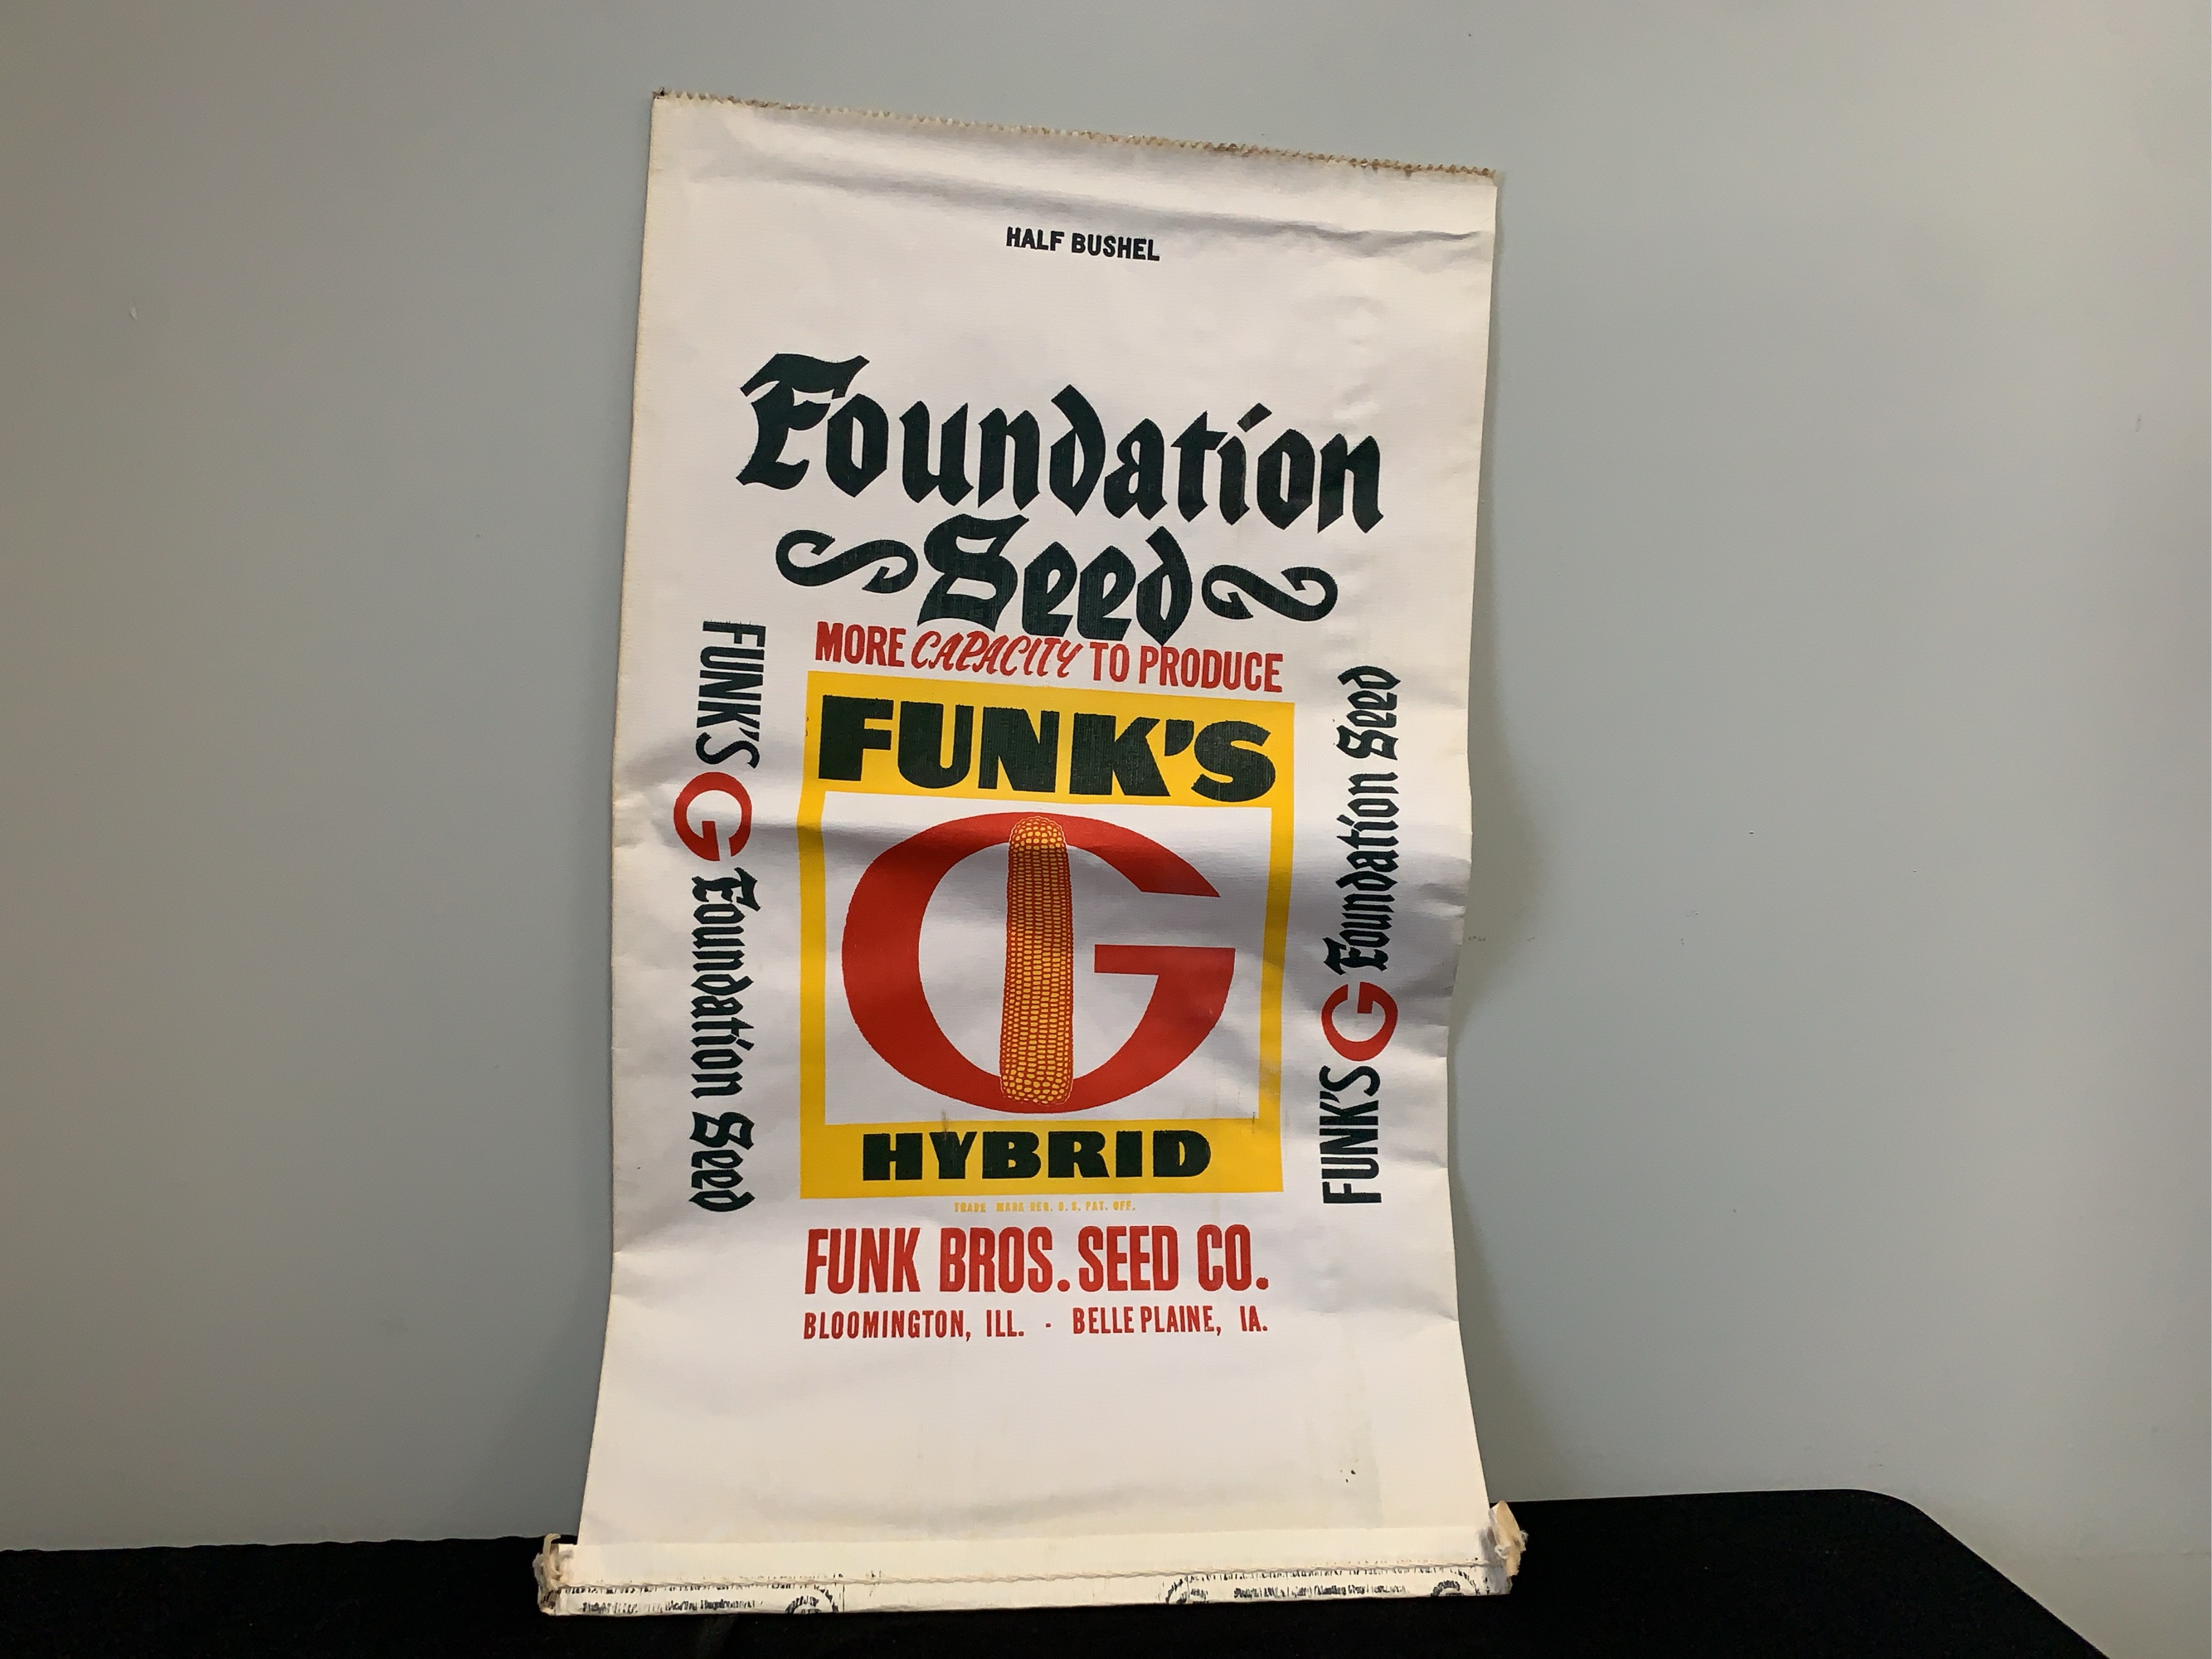 HALF BUSHEL
Foundation
Seed
MORE CAPACITY TO PRODUCE
FUNK'S
G
HYBRID
TRADE MARK REG. U.S. PAT. OFF.
FUNK BROS. SEED CO.
BLOOMINGTON, ILL. - BELLE PLAINE, IA.
FUNK'S G Foundation Seed
FUNK'S G Foundation Seed